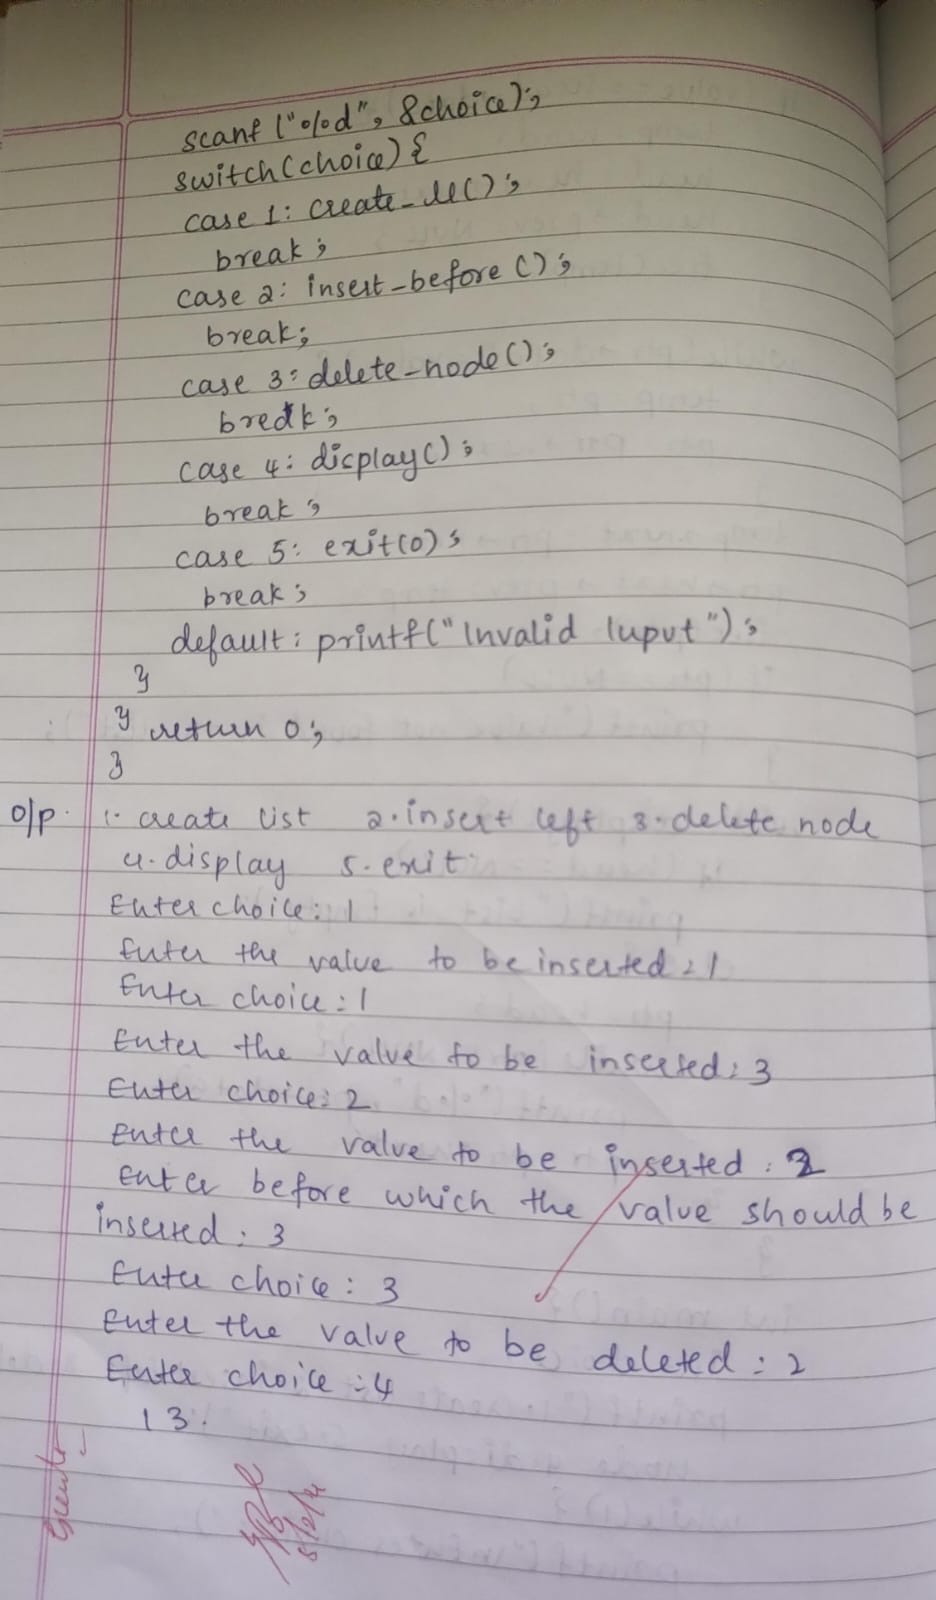 scanf ("%d", &choice);
switch(choice) {
case 1: create_ll();
break;
case 2: insert_before ();
break;
case 3: delete_node();
break;
case 4: display();
break;
case 5: exit(0);
break;
default: printf("Invalid Input");
}
} return 0;
}
o/p. 1. create list 2. insert left 3. delete node
4. display 5. exit
Enter choice: 1
Enter the value to be inserted: 1
Enter choice: 1
Enter the value to be inserted: 3
Enter choice: 2
Enter the value to be inserted: 2
Enter before which the value should be
inserted: 3
Enter choice: 3
Enter the value to be deleted: 2
Enter choice: 4
1 3.